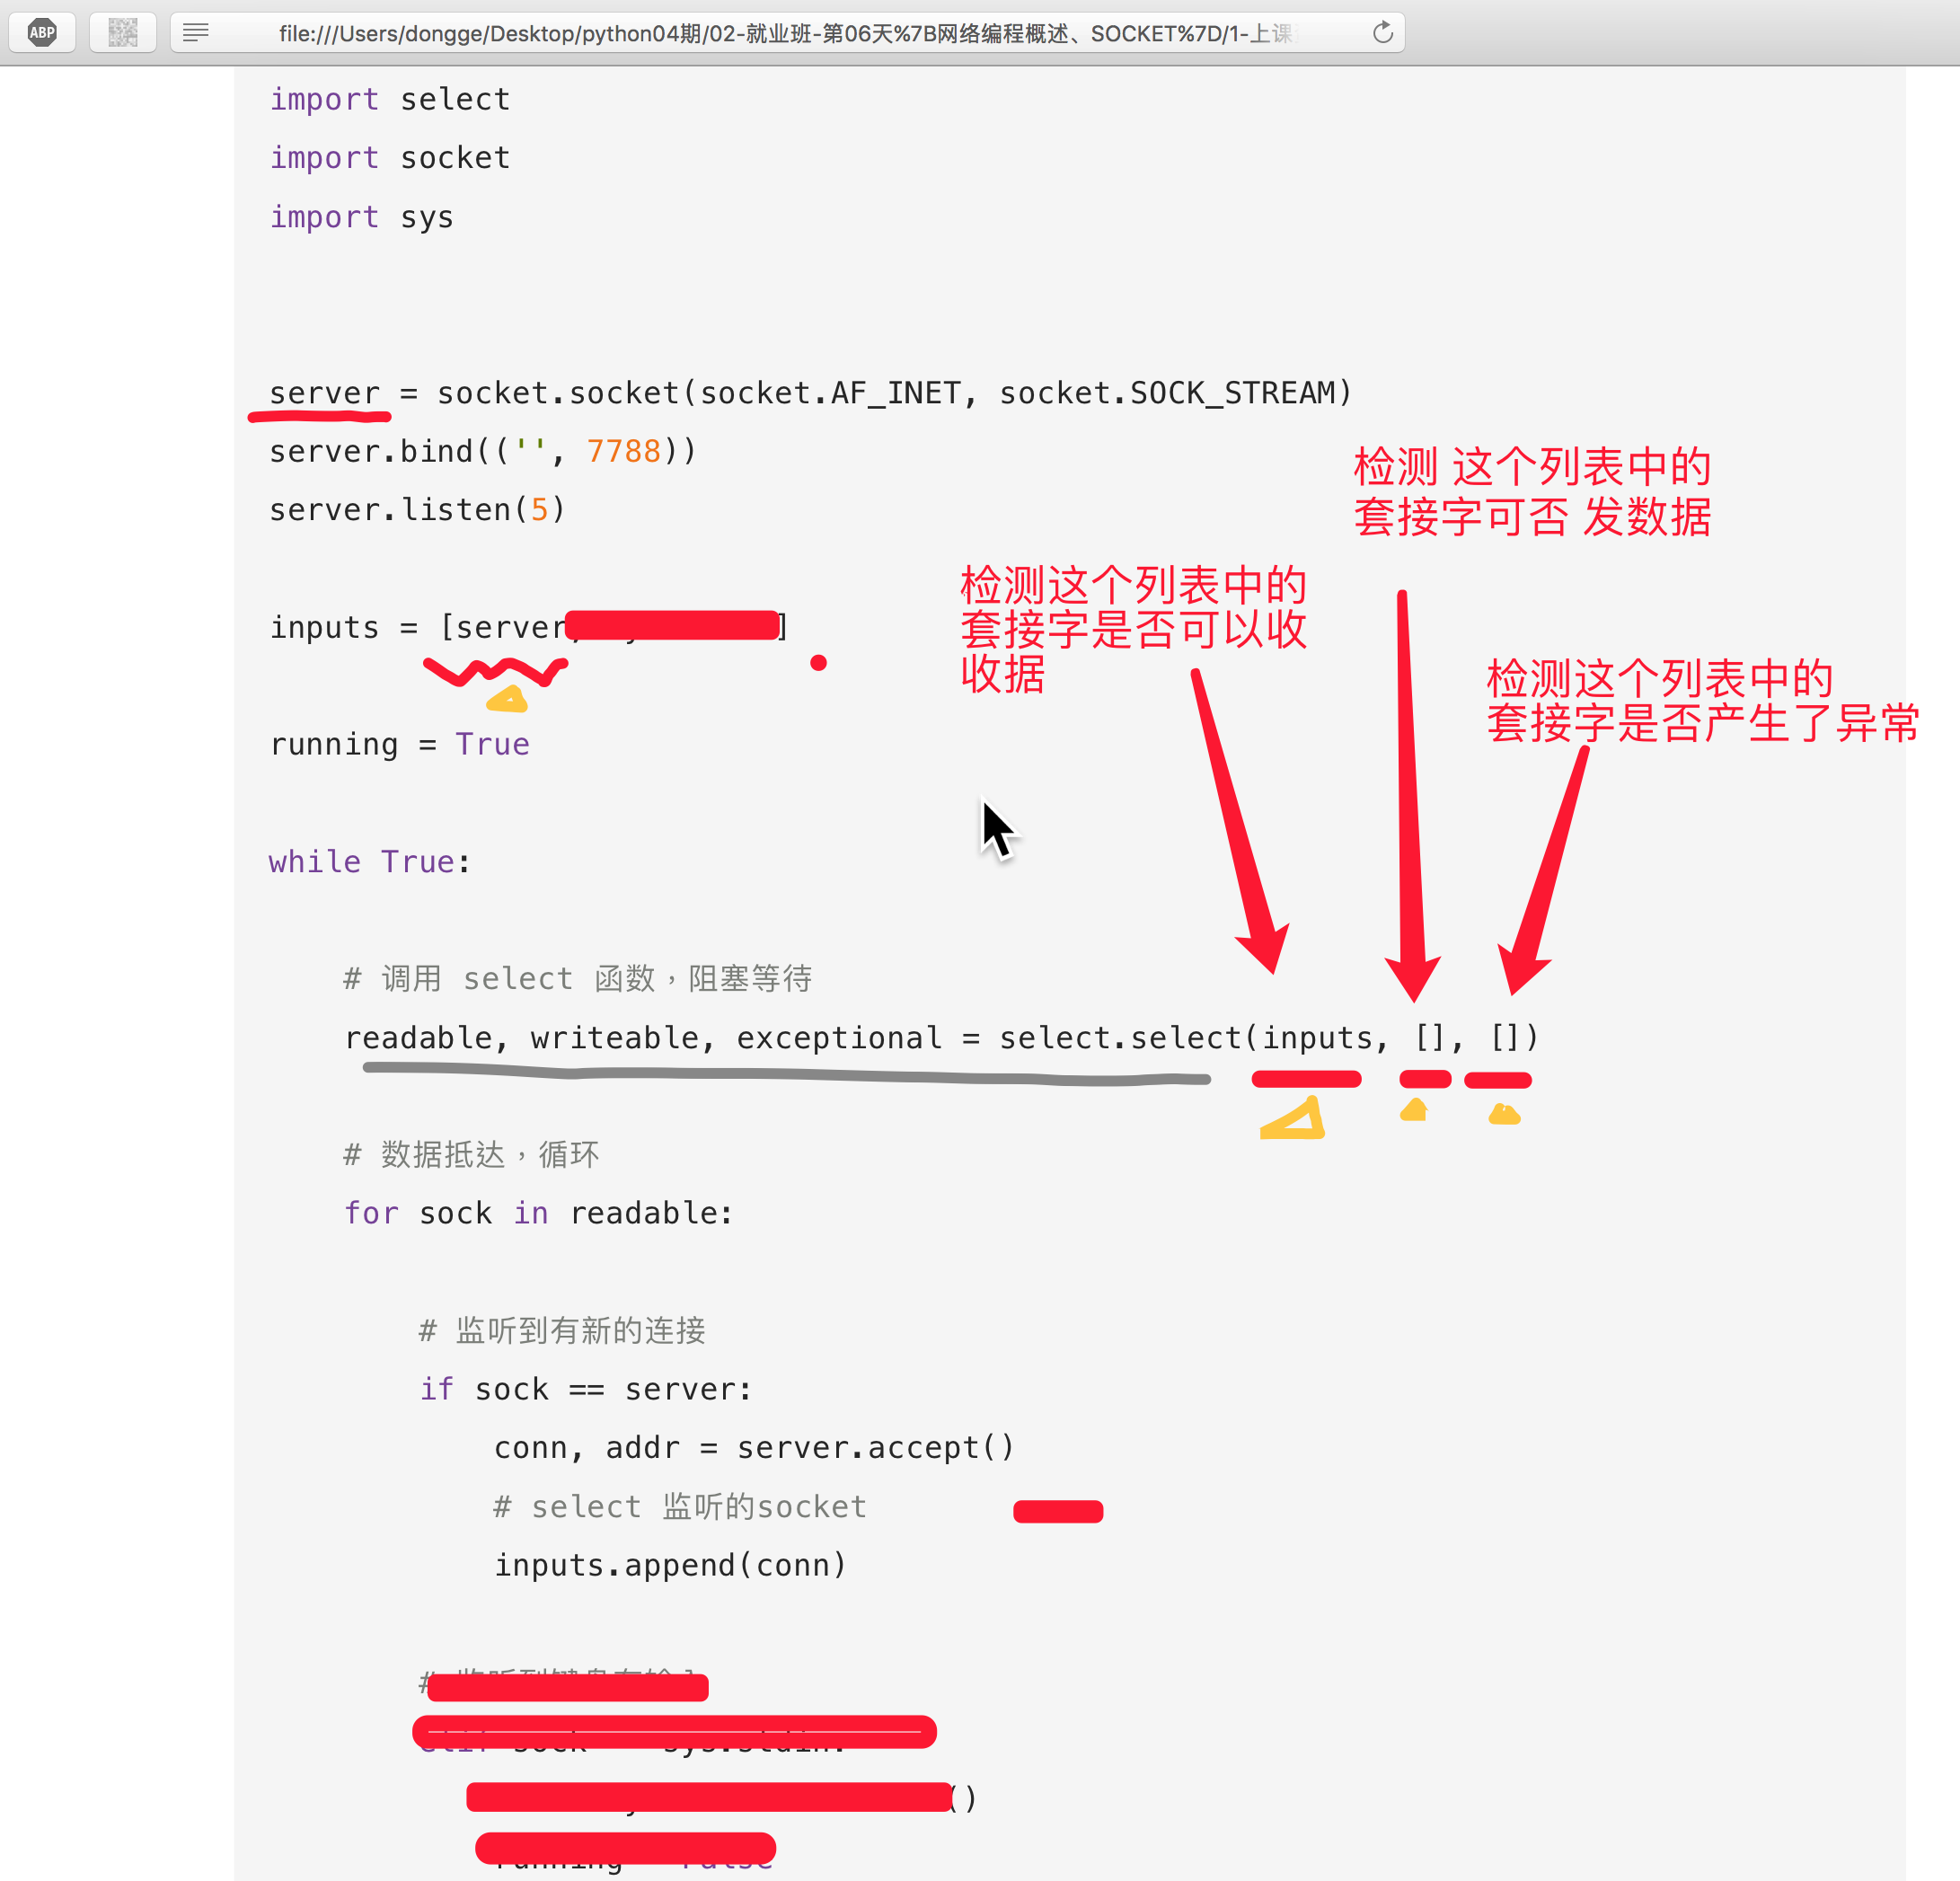 ABP
file:///Users/dongge/Desktop/python04期/02-就业班-第06天%7B网络编程概述、SOCKET%7D/1-上课
import select
import socket
import sys
server = socket.socket(socket.AF_INET, socket.SOCK_STREAM)
server.bind(('', 7788))
server.listen(5)
检测 这个列表中的
套接字可否 发数据
检测这个列表中的
套接字是否可以收
收据
inputs = [server, ]
检测这个列表中的
套接字是否产生了异常
running = True
while True:
# 调用 select 函数，阻塞等待
readable, writeable, exceptional = select.select(inputs, [], [])
# 数据抵达，循环
for sock in readable:
# 监听到有新的连接
if sock == server:
conn, addr = server.accept()
# select 监听的socket
inputs.append(conn)
#
elif sock sys.stdin:
()
running False